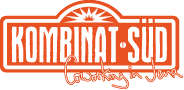 KOMBINAT·SÜD
Coworking in Jena